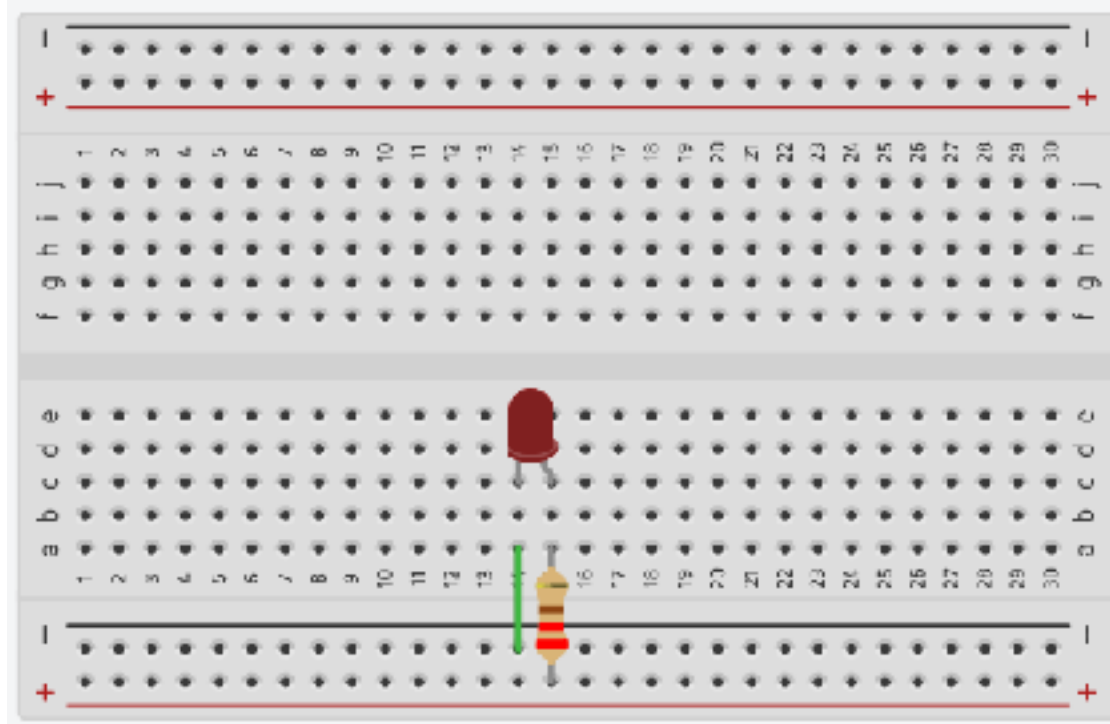 − −
+ +
1 2 3 4 5 6 7 8 9 10 11 12 13 14 15 16 17 18 19 20 21 22 23 24 25 26 27 28 29 30
j j
i i
h h
g g
f f
e e
d d
c c
b b
a a
1 2 3 4 5 6 7 8 9 10 11 12 13 16 17 18 19 20 21 22 23 24 25 26 27 28 29 30
− −
+ +